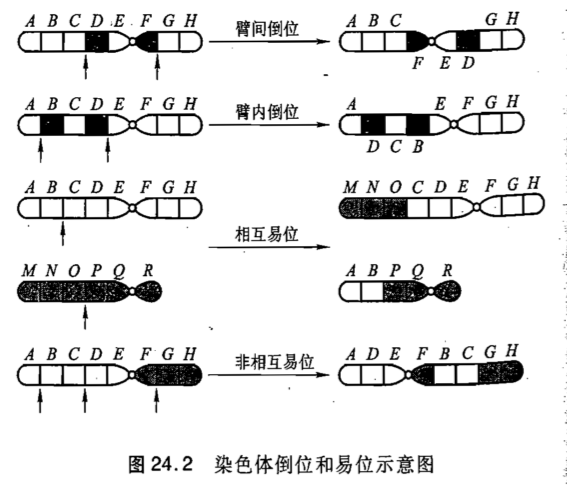 A B C D E F G H
臂间倒位
A B C G H
F E D
A B C D E F G H
臂内倒位
A E F G H
D C B
A B C D E F G H
相互易位
M N O C D E F G H
M N O P Q R
A B P Q R
A B C D E F G H
非相互易位
A D E F B C G H
图 24.2 染色体倒位和易位示意图